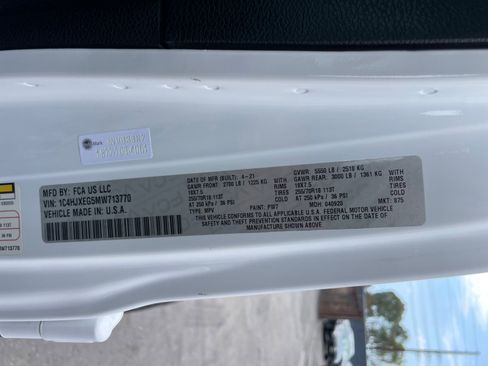 MFD BY: FCA US LLC
VIN: 1C4HJXEG5MW713770
VEHICLE MADE IN: U.S.A.
DATE OF MFR (BUILT): 4-21
GAWR FRONT: 2700 LB / 1225 KG WITH
18X7.5 RIMS
255/70R18 113T TIRES
AT 250 kPa / 36 PSI COLD
TYPE: MPV
GVWR: 5550 LB / 2519 KG
GAWR REAR: 3000 LB / 1361 KG WITH
18X7.5 RIMS
255/70R18 113T TIRES
AT 250 kPa / 36 PSI COLD
PAINT: PW7 MDH: 040920 MKT: 875
CONFORMS TO ALL APPLICABLE U.S.A. FEDERAL MOTOR VEHICLE
SAFETY AND THEFT PREVENTION STANDARDS IN EFFECT ON THE DATE OF
MANUFACTURE SHOWN ABOVE